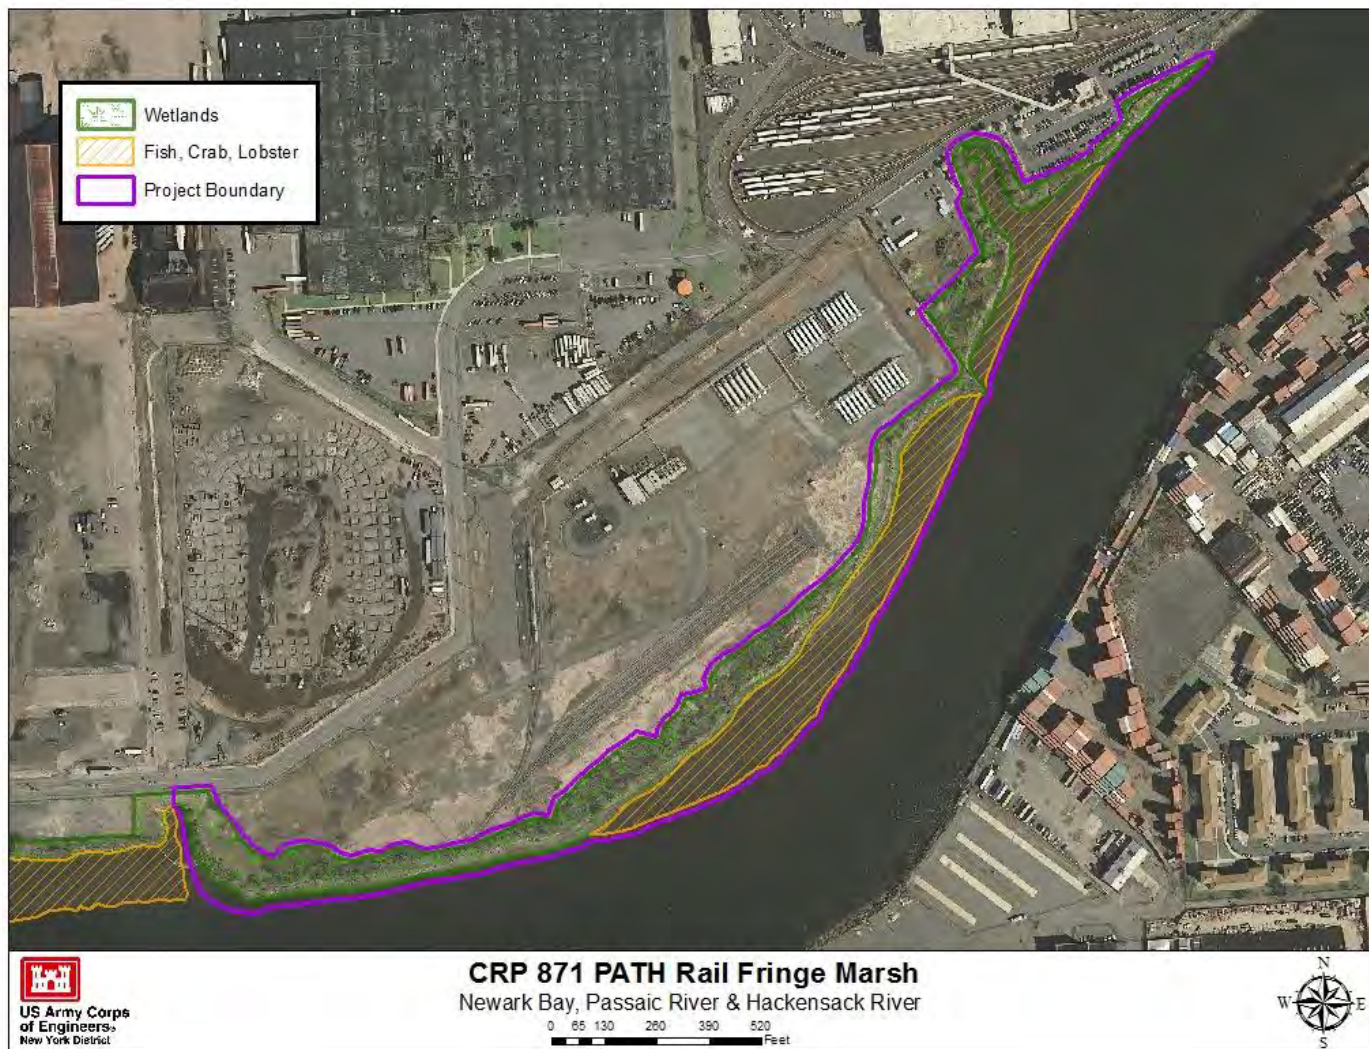 Wetlands
Fish, Crab, Lobster
Project Boundary
US Army Corps
of Engineers®
New York District
CRP 871 PATH Rail Fringe Marsh
Newark Bay, Passaic River & Hackensack River
0 65 130 260 390 520
Feet
N
W E
S